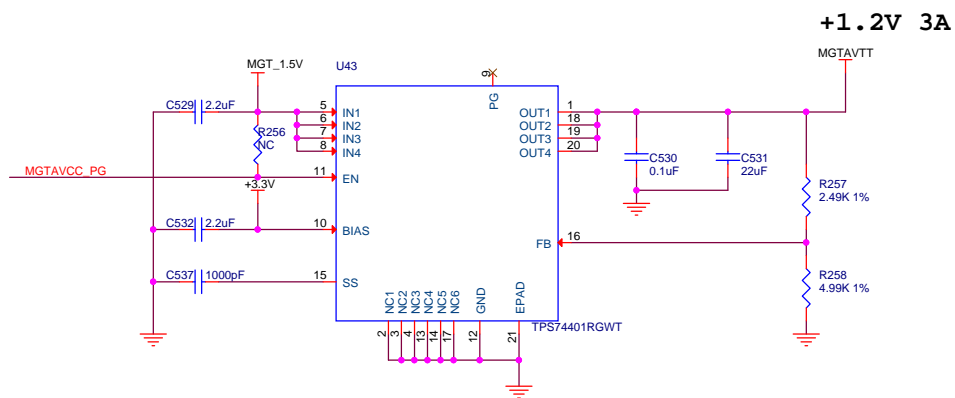 +1.2V 3A
MGTAVTT
MGT_1.5V
U43
9
PG
C529
2.2uF
5
IN1
6
IN2
7
IN3
8
IN4
OUT1
1
OUT2
18
OUT3
19
OUT4
20
R256
NC
C530
0.1uF
C531
22uF
MGTAVCC_PG
11
EN
+3.3V
R257
2.49K 1%
C532
2.2uF
10
BIAS
FB
16
C537
1000pF
15
SS
R258
4.99K 1%
NC1
NC2
NC3
NC4
NC5
NC6
GND
EPAD
2
3
4
13
14
17
12
21
TPS74401RGWT